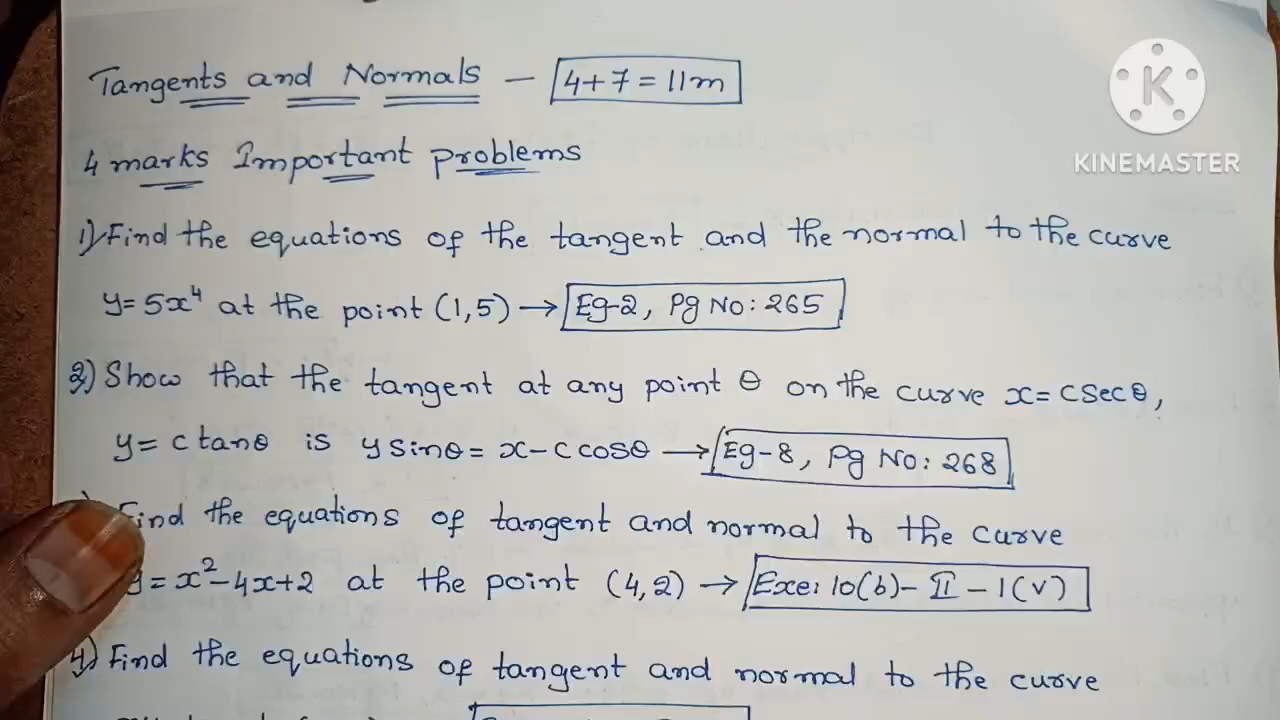 Tangents and Normals – 4+7=11m
K
KINEMASTER
4 marks Important problems
1) Find the equations of the tangent and the normal to the curve
y=5x⁴ at the point (1,5) → Eg-2, Pg No: 265
2) Show that the tangent at any point θ on the curve x= csecθ,
y= c tanθ is y sinθ= x-c cosθ → Eg-8, Pg No: 268
Find the equations of tangent and normal to the curve
= x²-4x+2 at the point (4,2) → Exe: 10(b)- II - 1(V)
4) Find the equations of tangent and normal to the curve